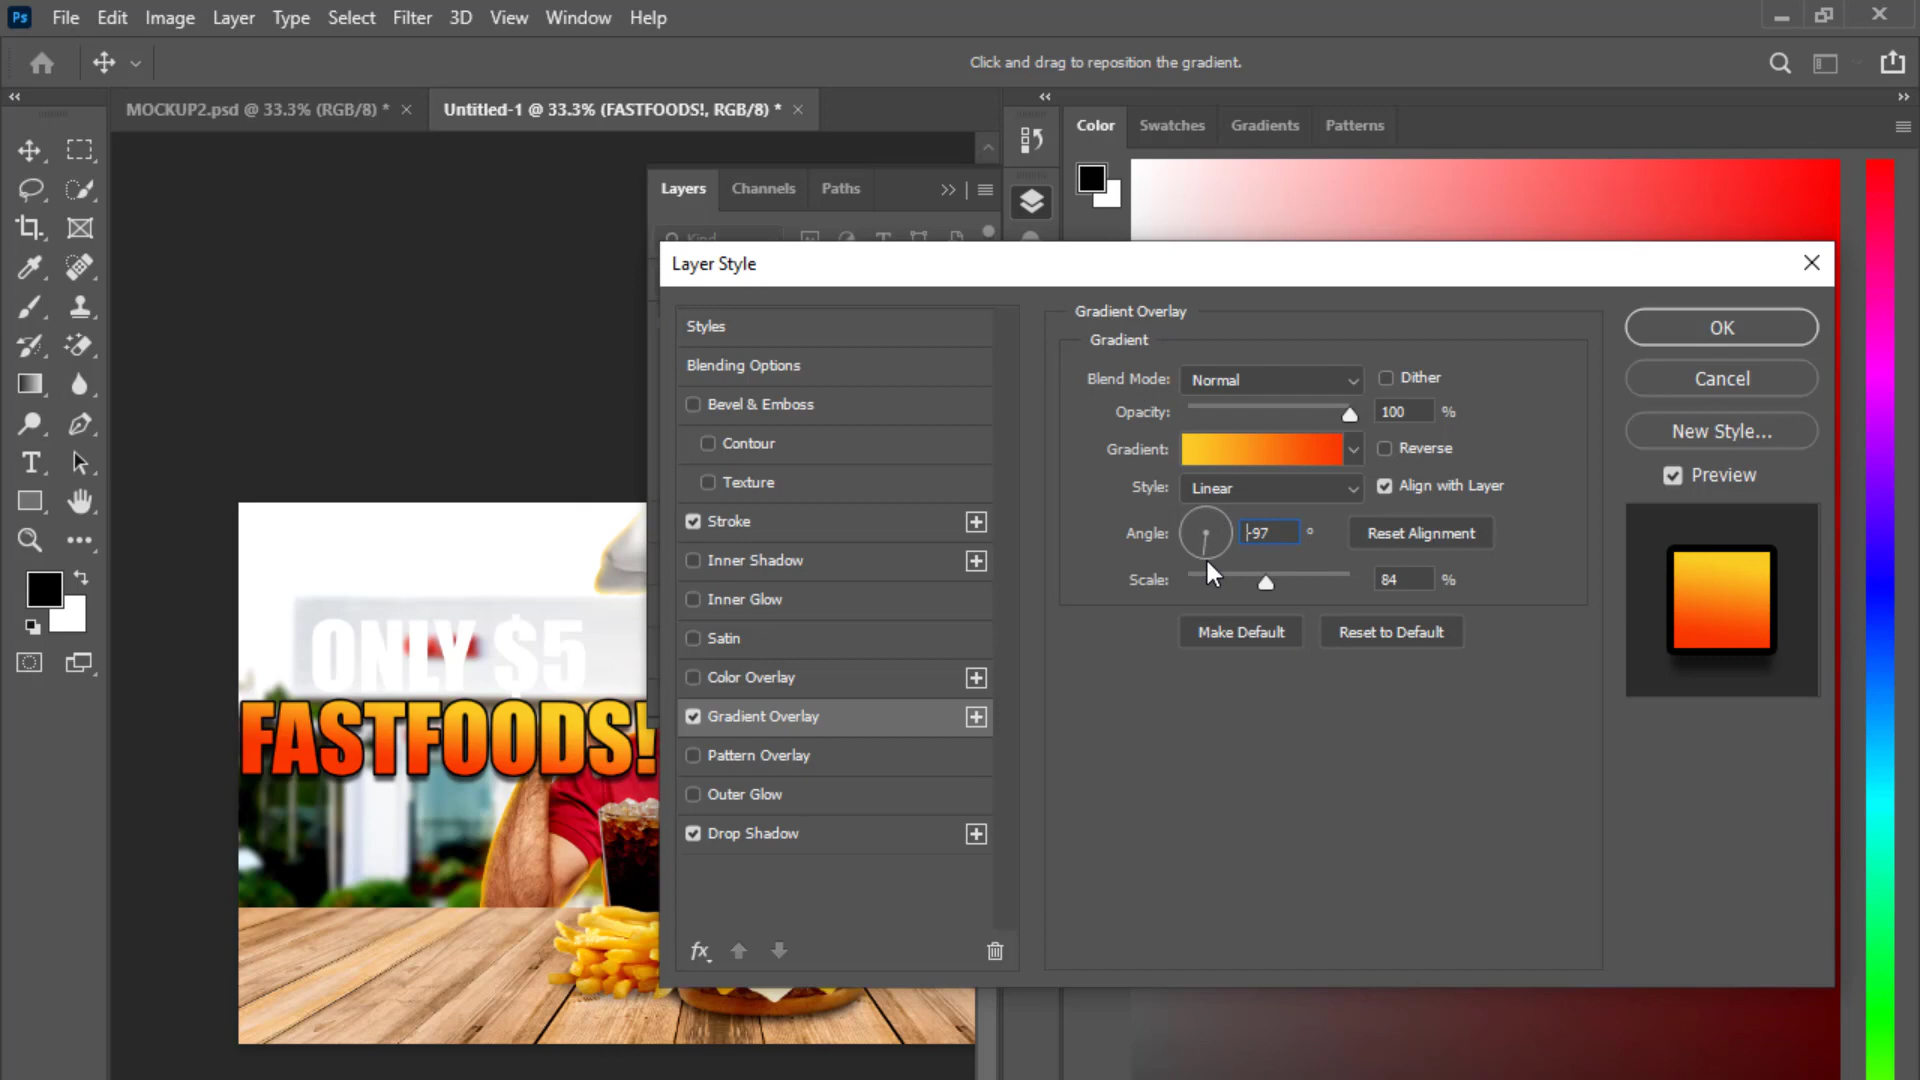 Ps File Edit Image Layer Type Select Filter 3D View Window Help
Click and drag to reposition the gradient.
MOCKUP2.psd @ 33.3% (RGB/8) * × Untitled-1 @ 33.3% (FASTFOODS!, RGB/8) * ×
Color Swatches Gradients Patterns
Layers Channels Paths
Kind
Layer Style
Styles
Blending Options
Bevel & Emboss
Contour
Texture
Stroke
Inner Shadow
Inner Glow
Satin
Color Overlay
Gradient Overlay
Pattern Overlay
Outer Glow
Drop Shadow
fx
Gradient Overlay
Gradient
Blend Mode: Normal Dither
Opacity: 100 %
Gradient: Reverse
Style: Linear Align with Layer
Angle: -97 ° Reset Alignment
Scale: 84 %
Make Default Reset to Default
OK
Cancel
New Style...
Preview
ONLY $5
FASTFOODS!